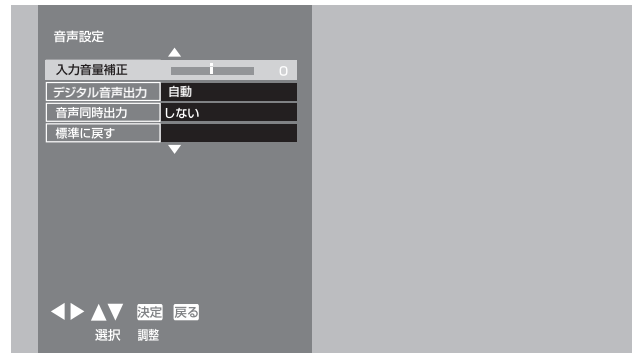 音声設定
入力音量補正 0
デジタル音声出力 自動
音声同時出力 しない
標準に戻す
決定 戻る
選択 調整